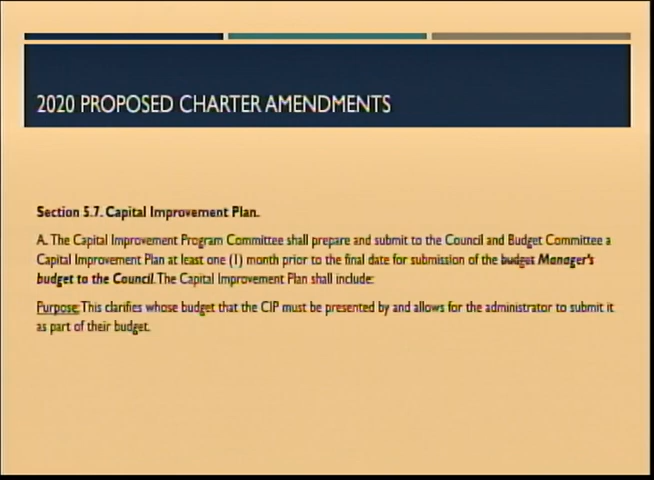 2020 PROPOSED CHARTER AMENDMENTS
Section 5.7. Capital Improvement Plan.
A. The Capital Improvement Program Committee shall prepare and submit to the Council and Budget Committee a
Capital Improvement Plan at least one (1) month prior to the final date for submission of the budget Manager's
budget to the Council. The Capital Improvement Plan shall include:
Purpose: This clarifies whose budget that the CIP must be presented by and allows for the administrator to submit it
as part of their budget.